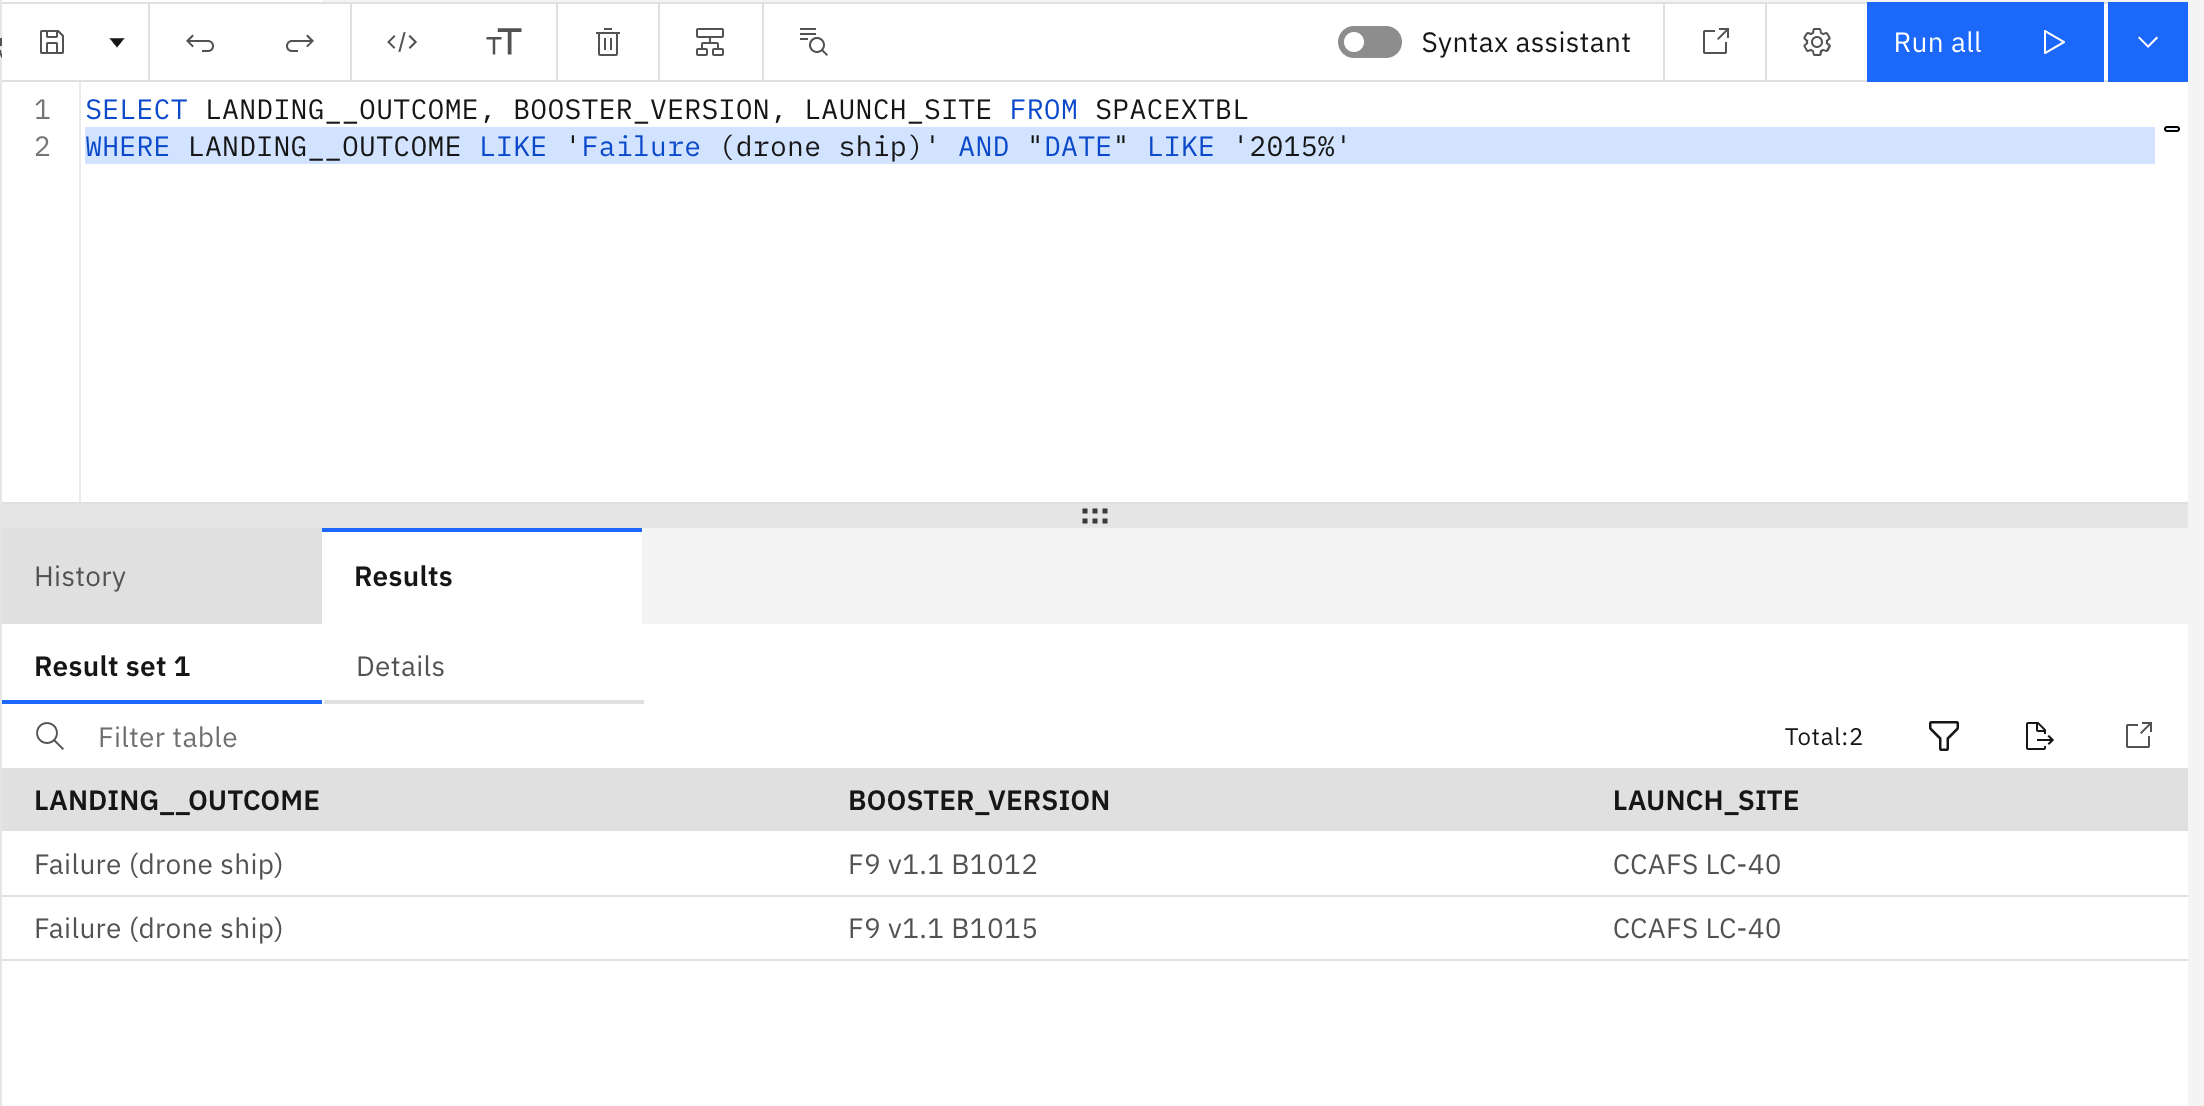 Syntax assistant
Run all
1 SELECT LANDING__OUTCOME, BOOSTER_VERSION, LAUNCH_SITE FROM SPACEXTBL
2 WHERE LANDING__OUTCOME LIKE 'Failure (drone ship)' AND "DATE" LIKE '2015%'
History Results
Result set 1 Details
Filter table Total:2
LANDING__OUTCOME BOOSTER_VERSION LAUNCH_SITE
Failure (drone ship) F9 v1.1 B1012 CCAFS LC-40
Failure (drone ship) F9 v1.1 B1015 CCAFS LC-40